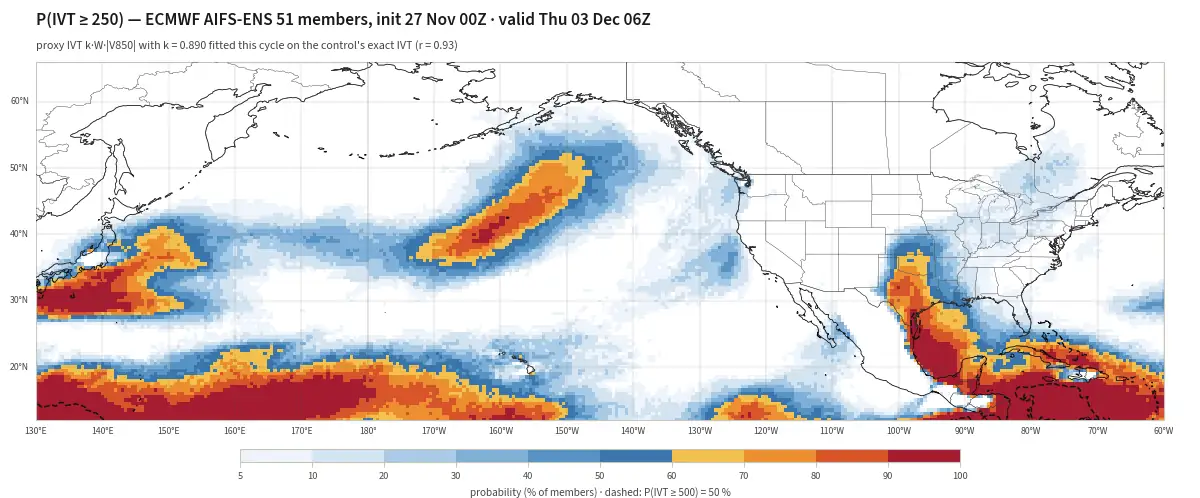 P(IVT ≥ 250) — ECMWF AIFS-ENS 51 members, init 27 Nov 00Z · valid Thu 03 Dec 06Z
proxy IVT k·W·|V850| with k = 0.890 fitted this cycle on the control's exact IVT (r = 0.93)
60°N
50°N
40°N
30°N
20°N
130°E 140°E 150°E 160°E 170°E 180° 170°W 160°W 150°W 140°W 130°W 120°W 110°W 100°W 90°W 80°W 70°W 60°W
5 10 20 30 40 50 60 70 80 90 100
probability (% of members) · dashed: P(IVT ≥ 500) = 50 %